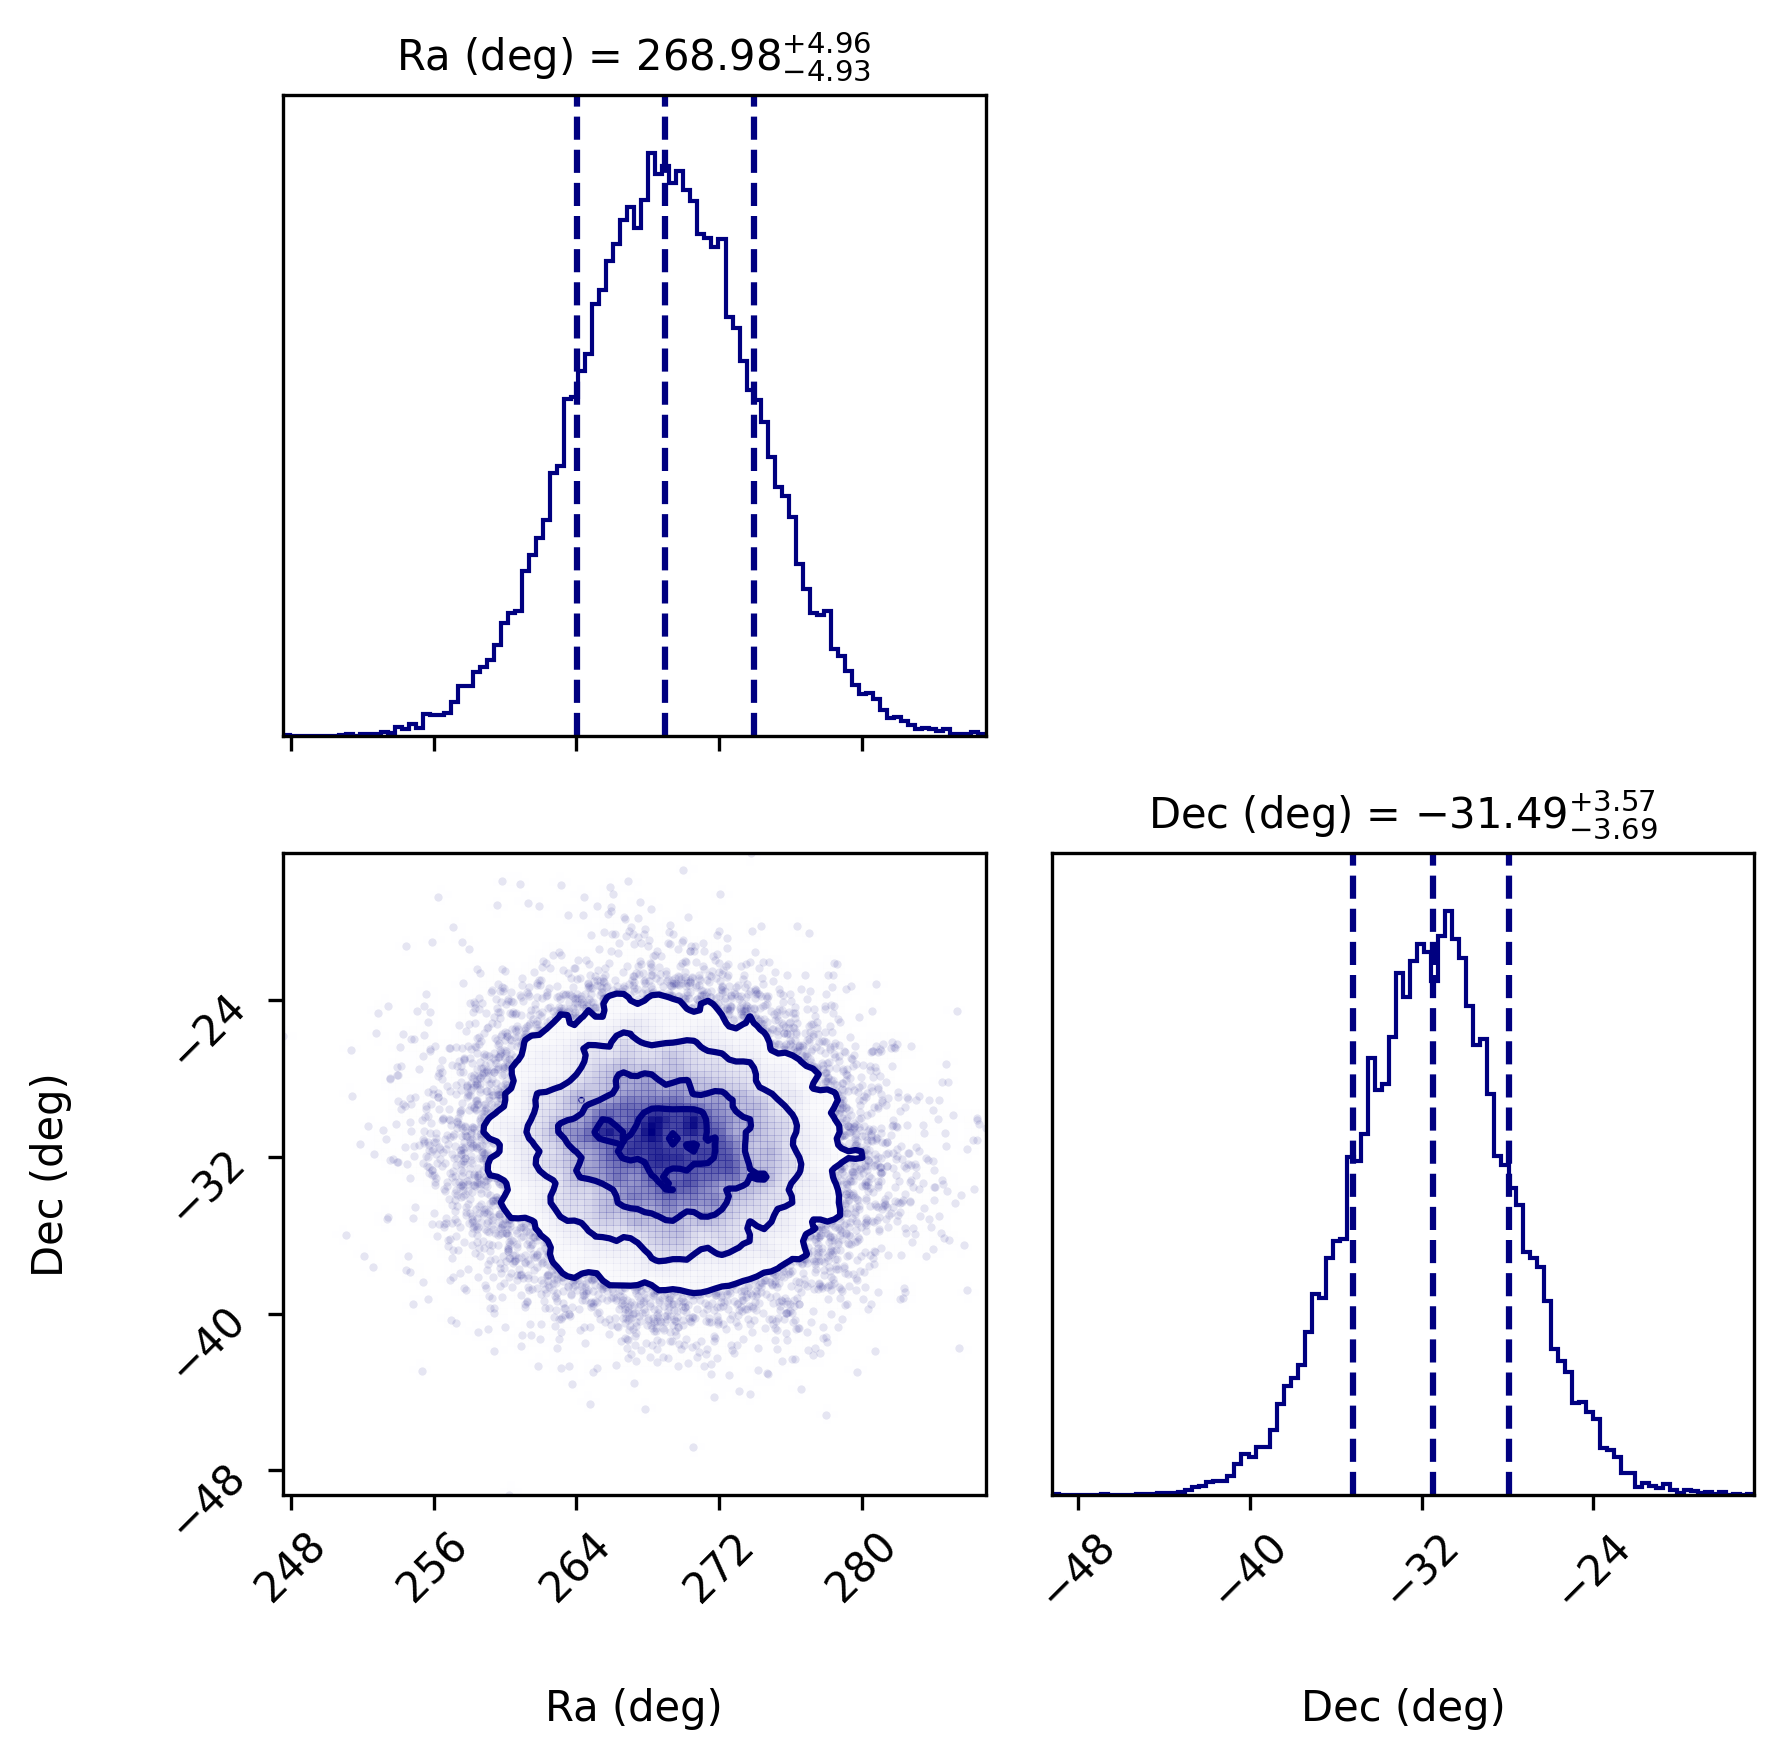 Ra (deg) = 268.98+4.96−4.93
Dec (deg) = −31.49+3.57−3.69
Dec (deg)
−24
−32
−40
−48
248
256
264
272
280
−48
−40
−32
−24
Ra (deg)
Dec (deg)